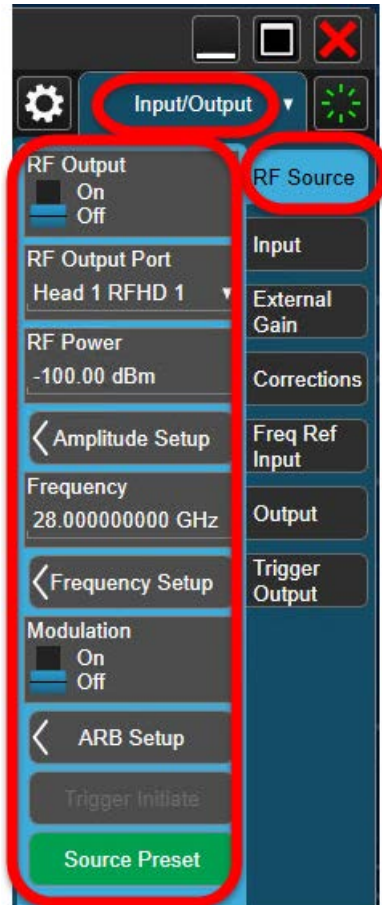 Input/Output
RF Output
On
Off
RF Output Port
Head 1 RFHD 1
RF Power
-100.00 dBm
Amplitude Setup
Frequency
28.000000000 GHz
Frequency Setup
Modulation
On
Off
ARB Setup
Trigger Initiate
Source Preset
RF Source
Input
External
Gain
Corrections
Freq Ref
Input
Output
Trigger
Output